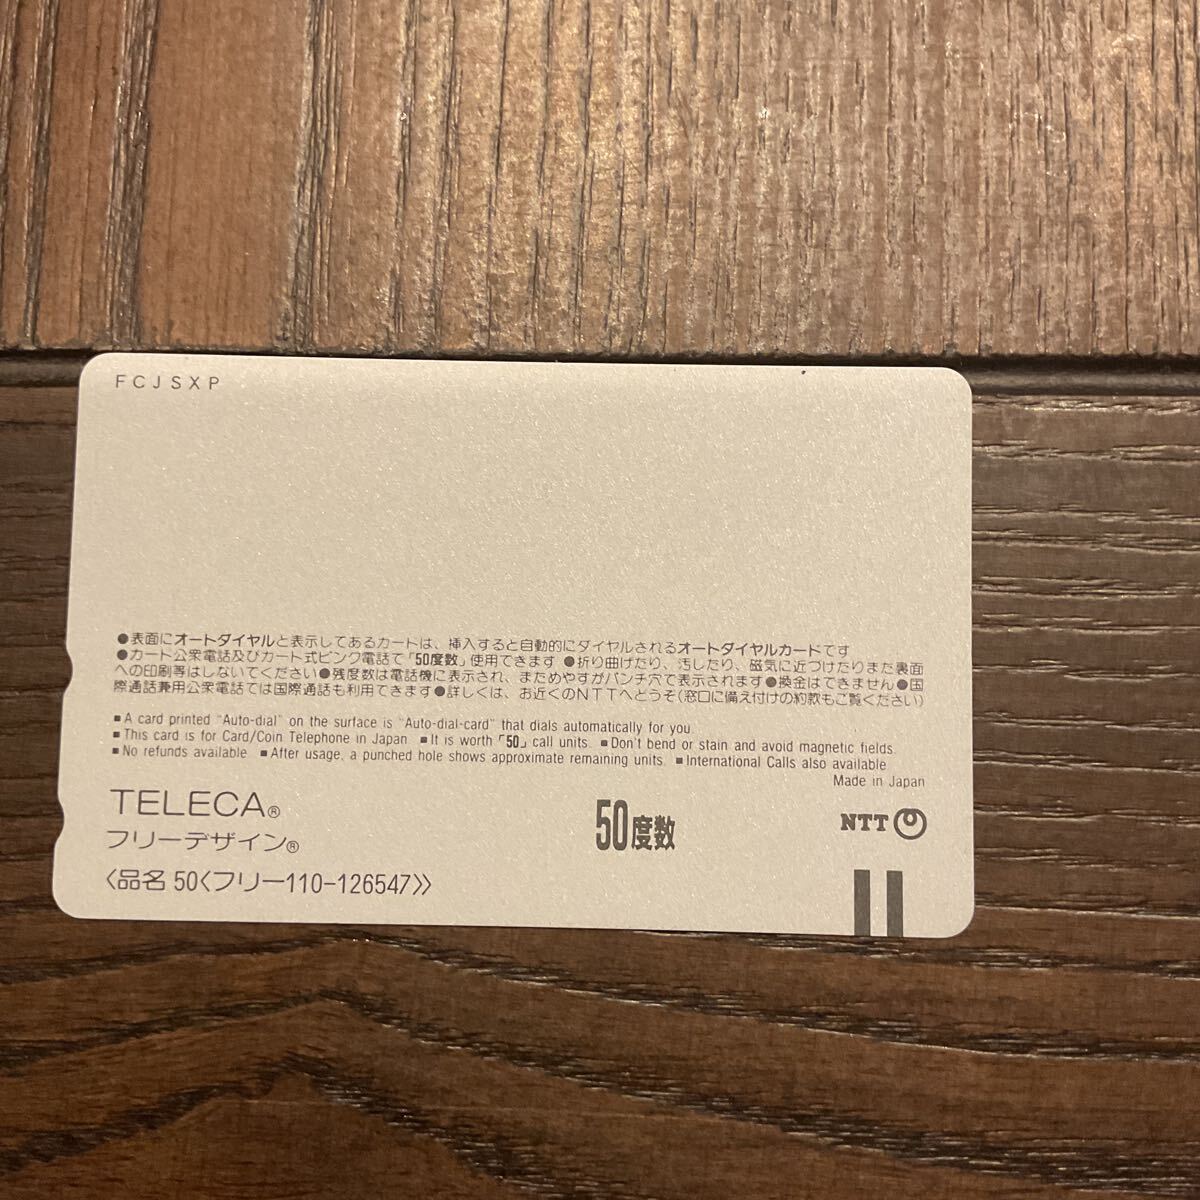 FCJSXP
●表面にオートダイヤルと表示してあるカードは、挿入すると自動的にダイヤルされるオートダイヤルカードです
●カード公衆電話及びカード式ピンク電話で「50度数」使用できます ●折り曲げたり、汚したり、磁気に近づけたりまた裏面
への印刷等はしないでください●残度数は電話機に表示され、まためやすがパンチ穴で表示されます●換金はできません●国
際通話兼用公衆電話では国際通話も利用できます●詳しくは、お近くのNTTへどうぞ(窓口に備え付けの約款もご覧ください)
■A card printed "Auto-dial" on the surface is "Auto-dial-card" that dials automatically for you.
■This card is for Card/Coin Telephone in Japan. ■It is worth「50」call units. ■Don't bend or stain and avoid magnetic fields.
■No refunds available. ■After usage, a punched hole shows approximate remaining units. ■International Calls also available.
Made in Japan
TELECA®
フリーデザイン®
50度数
NTT
〈品名 50〈フリー110-126547〉〉